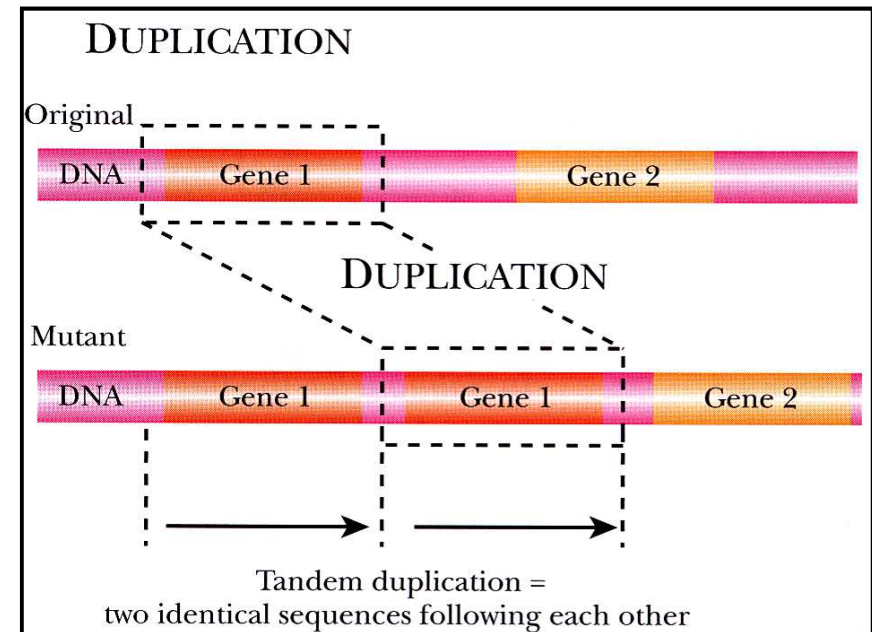 DUPLICATION
Original
DNA Gene 1 Gene 2
DUPLICATION
Mutant
DNA Gene 1 Gene 1 Gene 2
Tandem duplication =
two identical sequences following each other